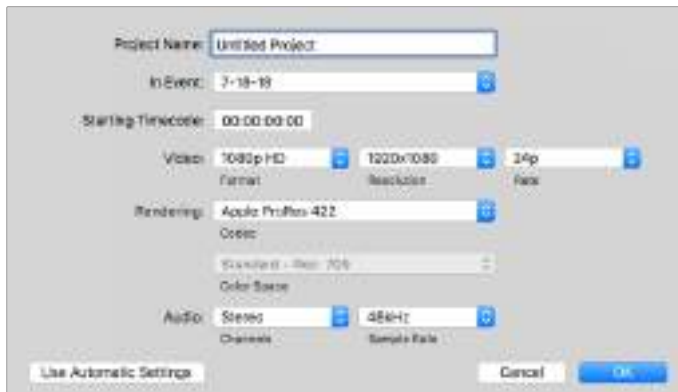 Project Name: Untitled Project
In Event: 7-18-18
Starting Timecode: 00:00:00:00
Video: 1080p HD 1920x1080 24p
Format Resolution Rate
Rendering: Apple ProRes 422
Codec
Standard - Rec. 709
Color Space
Audio: Stereo 48kHz
Channels Sample Rate
Use Automatic Settings Cancel OK